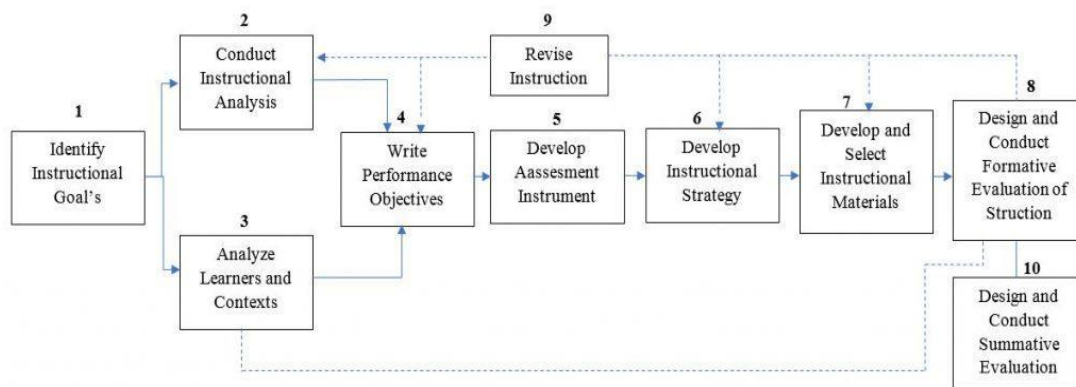 1
Identify
Instructional
Goal's
2
Conduct
Instructional
Analysis
3
Analyze
Learners and
Contexts
4
Write
Performance
Objectives
5
Develop
Aassesment
Instrument
6
Develop
Instructional
Strategy
7
Develop and
Select
Instructional
Materials
8
Design and
Conduct
Formative
Evaluation of
Struction
9
Revise
Instruction
10
Design and
Conduct
Summative
Evaluation